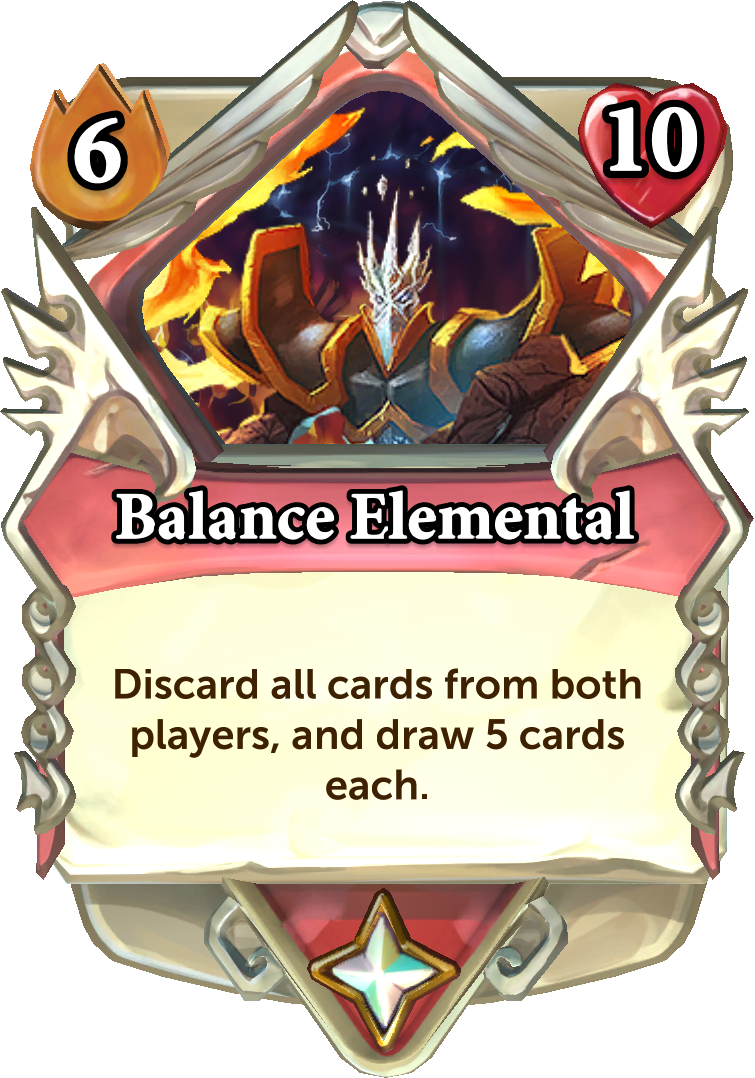 6
10
Balance Elemental
Discard all cards from both
players, and draw 5 cards
each.